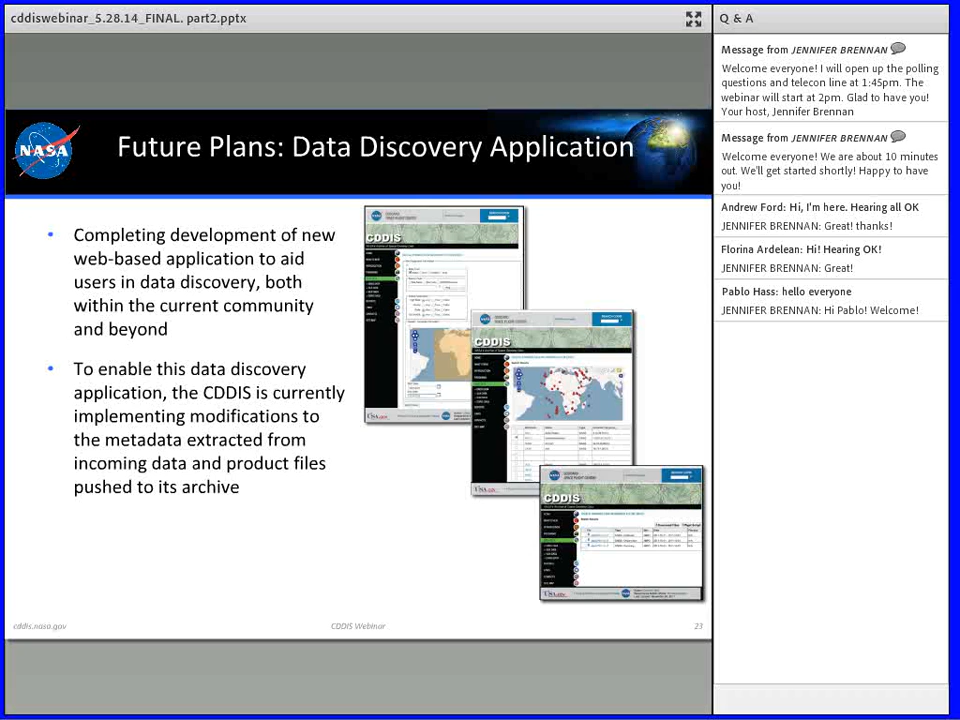 cddiswebinar_5.28.14_FINAL. part2.pptx
NASA
Future Plans: Data Discovery Application
• Completing development of new
web-based application to aid
users in data discovery, both
within the current community
and beyond
• To enable this data discovery
application, the CDDIS is currently
implementing modifications to
the metadata extracted from
incoming data and product files
pushed to its archive
CDDIS
CDDIS
CDDIS
cddis.nasa.gov
CDDIS Webinar
23
Q & A
Message from JENNIFER BRENNAN
Welcome everyone! I will open up the polling
questions and telecon line at 1:45pm. The
webinar will start at 2pm. Glad to have you!
Your host, Jennifer Brennan
Message from JENNIFER BRENNAN
Welcome everyone! We are about 10 minutes
out. We'll get started shortly! Happy to have
you!
Andrew Ford: Hi, I'm here. Hearing all OK
JENNIFER BRENNAN: Great! thanks!
Florina Ardelean: Hi! Hearing OK!
JENNIFER BRENNAN: Great!
Pablo Hass: hello everyone
JENNIFER BRENNAN: Hi Pablo! Welcome!